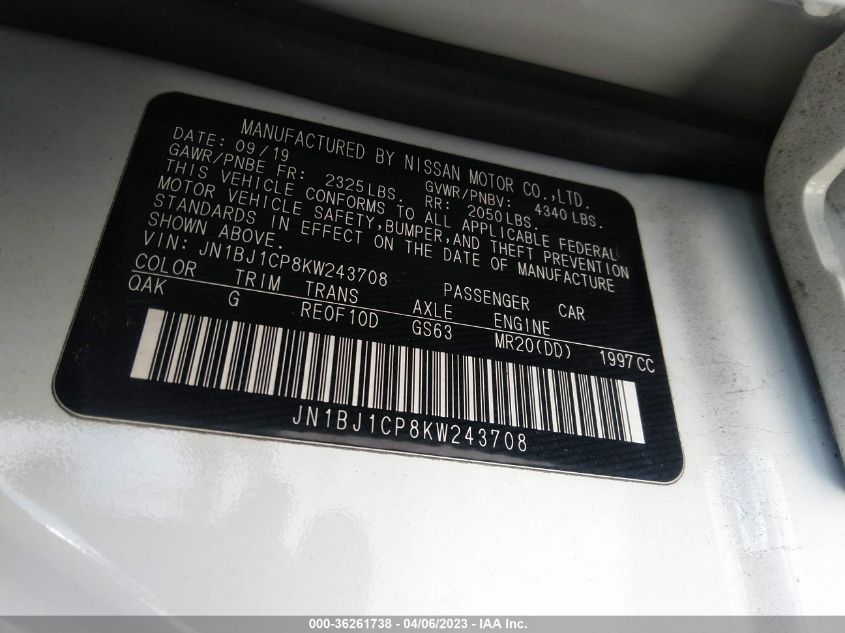 MANUFACTURED BY NISSAN MOTOR CO.,LTD.
DATE: 09/19 GVWR/PNBV: 4340 LBS.
GAWR/PNBE FR: 2325LBS. RR: 2050LBS.
THIS VEHICLE CONFORMS TO ALL APPLICABLE FEDERAL
MOTOR VEHICLE SAFETY,BUMPER,AND THEFT PREVENTION
STANDARDS IN EFFECT ON THE DATE OF MANUFACTURE
SHOWN ABOVE.
VIN: JN1BJ1CP8KW243708 PASSENGER CAR
COLOR TRIM TRANS AXLE ENGINE
QAK G RE0F10D GS63 MR20(DD) 1997CC
JN1BJ1CP8KW243708
000-36261738 - 04/06/2023 - IAA Inc.